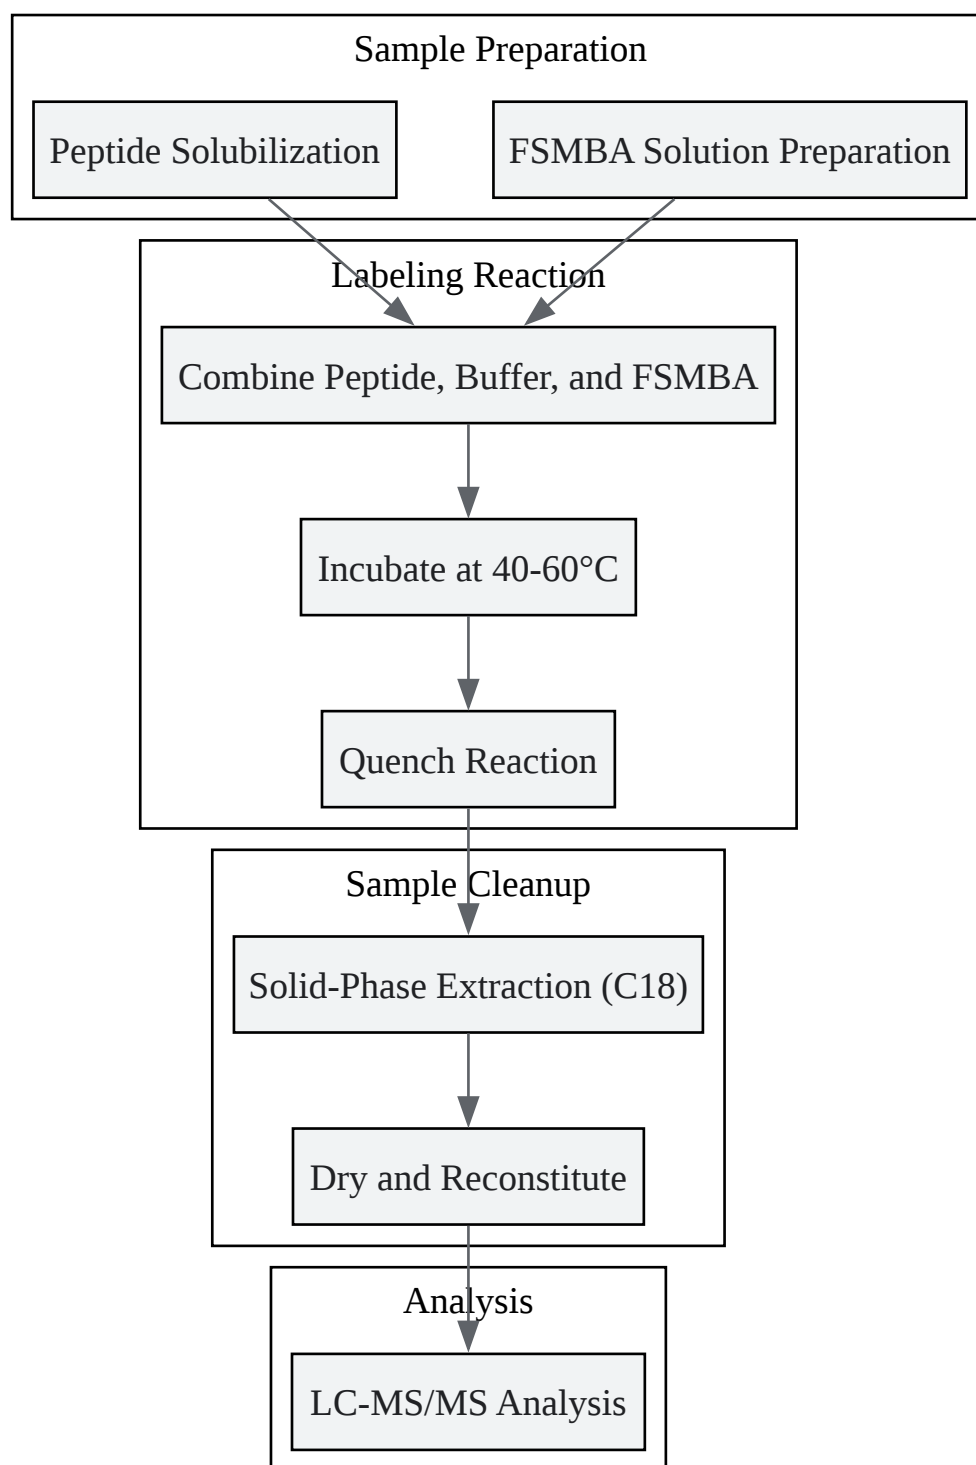 Sample Preparation
Peptide Solubilization
FSMBA Solution Preparation
Labeling Reaction
Combine Peptide, Buffer, and FSMBA
Incubate at 40-60°C
Quench Reaction
Sample Cleanup
Solid-Phase Extraction (C18)
Dry and Reconstitute
Analysis
LC-MS/MS Analysis